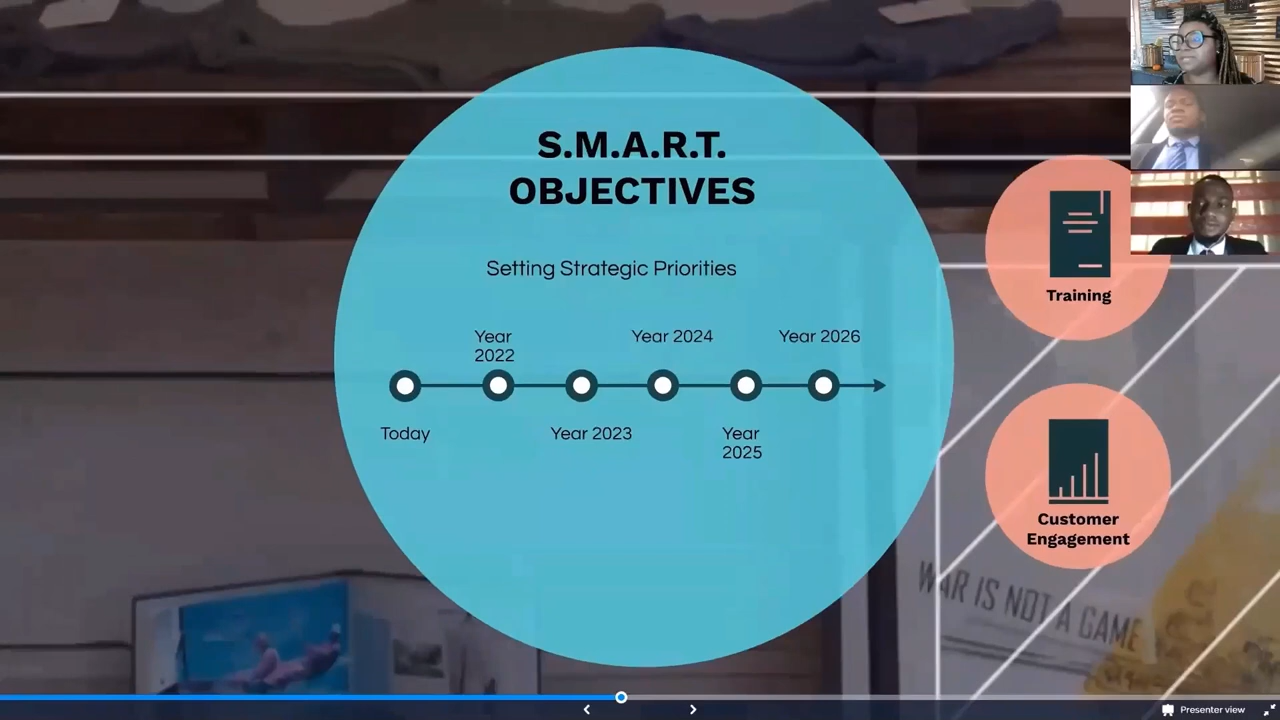 S.M.A.R.T.
OBJECTIVES
Setting Strategic Priorities
Year
2022
Year 2024
Year 2026
Today
Year 2023
Year
2025
Training
Customer
Engagement
WAR IS NOT A GAME
Presenter view